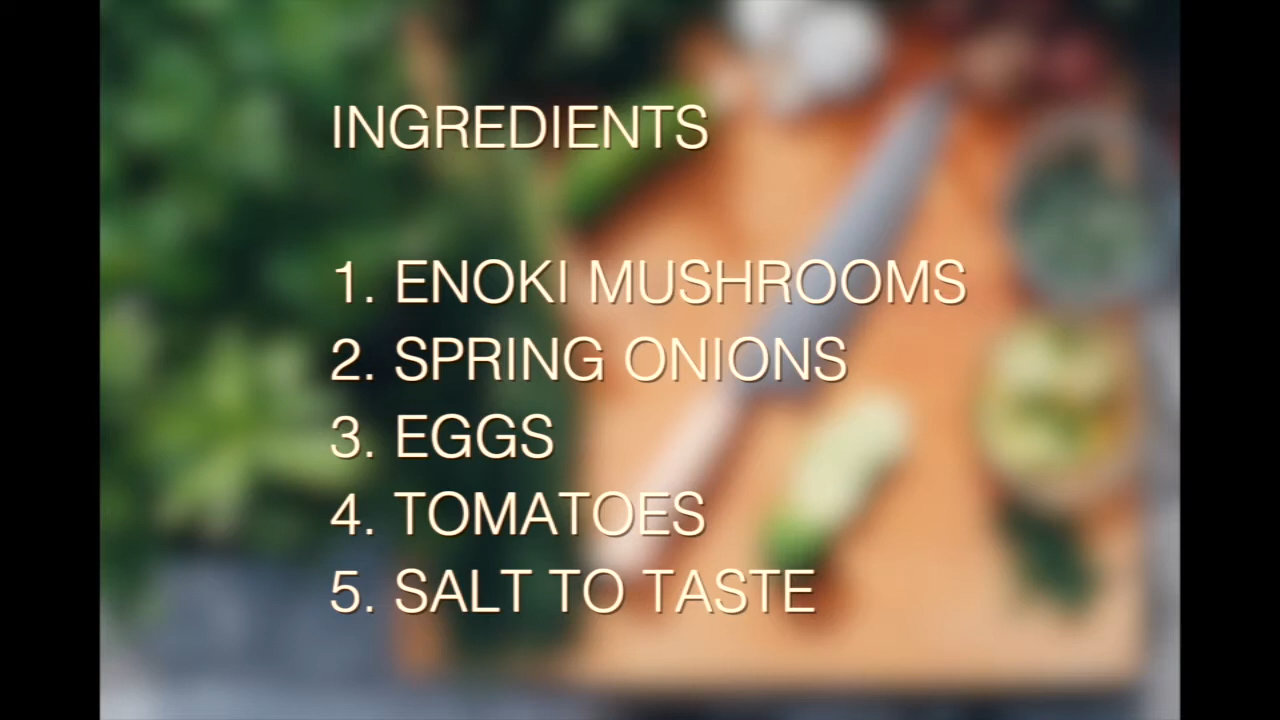 INGREDIENTS
1. ENOKI MUSHROOMS
2. SPRING ONIONS
3. EGGS
4. TOMATOES
5. SALT TO TASTE